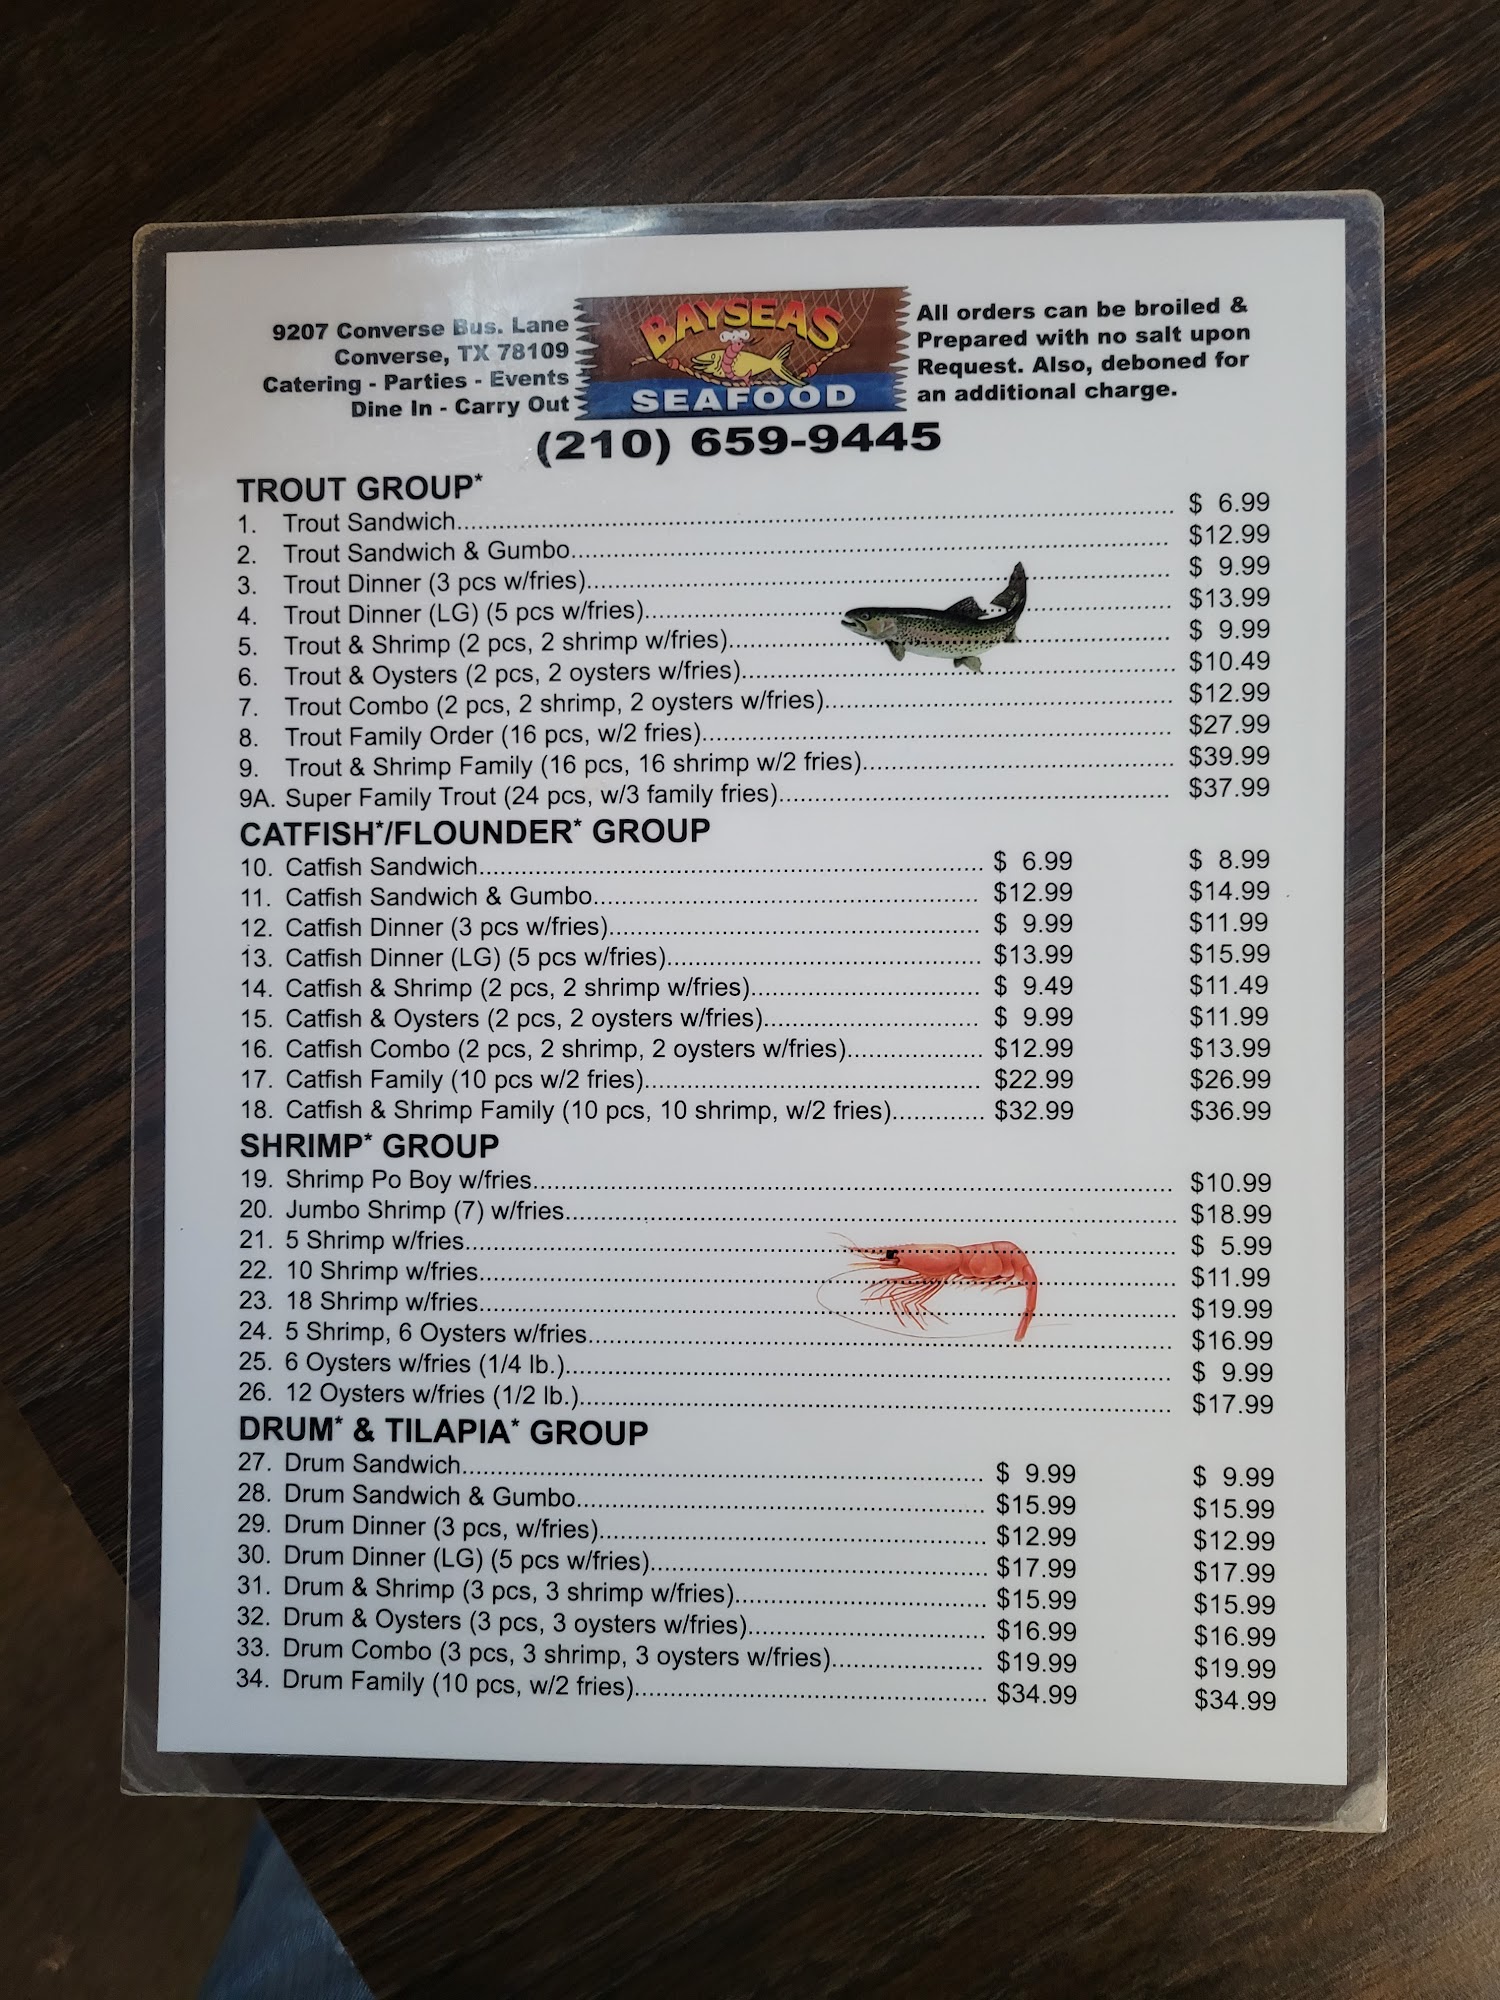 9207 Converse Bus. Lane
Converse, TX 78109
Catering - Parties - Events
Dine In - Carry Out
BAYSEAS
SEAFOOD
All orders can be broiled &
Prepared with no salt upon
Request. Also, deboned for
an additional charge.
(210) 659-9445
TROUT GROUP*
1. Trout Sandwich $ 6.99
2. Trout Sandwich & Gumbo $12.99
3. Trout Dinner (3 pcs w/fries) $ 9.99
4. Trout Dinner (LG) (5 pcs w/fries) $13.99
5. Trout & Shrimp (2 pcs, 2 shrimp w/fries) $ 9.99
6. Trout & Oysters (2 pcs, 2 oysters w/fries) $10.49
7. Trout Combo (2 pcs, 2 shrimp, 2 oysters w/fries) $12.99
8. Trout Family Order (16 pcs, w/2 fries) $27.99
9. Trout & Shrimp Family (16 pcs, 16 shrimp w/2 fries) $39.99
9A. Super Family Trout (24 pcs, w/3 family fries) $37.99
CATFISH*/FLOUNDER* GROUP
10. Catfish Sandwich $ 6.99 $ 8.99
11. Catfish Sandwich & Gumbo $12.99 $14.99
12. Catfish Dinner (3 pcs w/fries) $ 9.99 $11.99
13. Catfish Dinner (LG) (5 pcs w/fries) $13.99 $15.99
14. Catfish & Shrimp (2 pcs, 2 shrimp w/fries) $ 9.49 $11.49
15. Catfish & Oysters (2 pcs, 2 oysters w/fries) $ 9.99 $11.99
16. Catfish Combo (2 pcs, 2 shrimp, 2 oysters w/fries) $12.99 $13.99
17. Catfish Family (10 pcs w/2 fries) $22.99 $26.99
18. Catfish & Shrimp Family (10 pcs, 10 shrimp, w/2 fries) $32.99 $36.99
SHRIMP* GROUP
19. Shrimp Po Boy w/fries $10.99
20. Jumbo Shrimp (7) w/fries $18.99
21. 5 Shrimp w/fries $ 5.99
22. 10 Shrimp w/fries $11.99
23. 18 Shrimp w/fries $19.99
24. 5 Shrimp, 6 Oysters w/fries $16.99
25. 6 Oysters w/fries (1/4 lb.) $ 9.99
26. 12 Oysters w/fries (1/2 lb.) $17.99
DRUM* & TILAPIA* GROUP
27. Drum Sandwich $ 9.99 $ 9.99
28. Drum Sandwich & Gumbo $15.99 $15.99
29. Drum Dinner (3 pcs, w/fries) $12.99 $12.99
30. Drum Dinner (LG) (5 pcs w/fries) $17.99 $17.99
31. Drum & Shrimp (3 pcs, 3 shrimp w/fries) $15.99 $15.99
32. Drum & Oysters (3 pcs, 3 oysters w/fries) $16.99 $16.99
33. Drum Combo (3 pcs, 3 shrimp, 3 oysters w/fries) $19.99 $19.99
34. Drum Family (10 pcs, w/2 fries) $34.99 $34.99